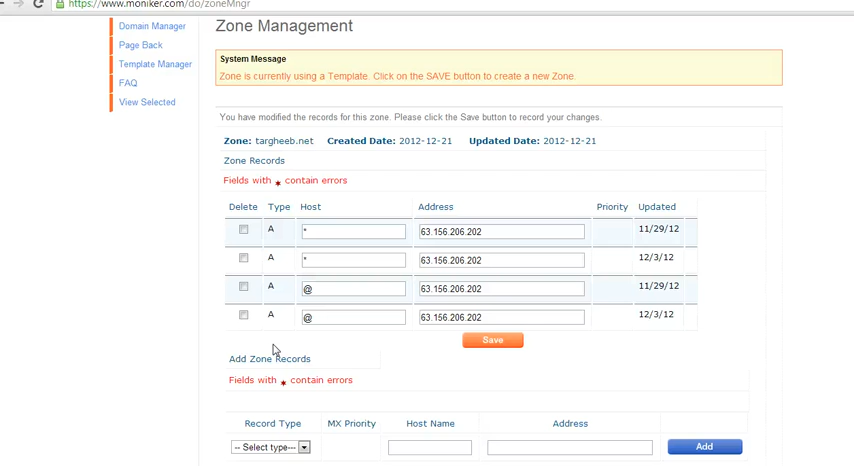 https://www.moniker.com/do/zoneMngr
Domain Manager
Page Back
Template Manager
FAQ
View Selected
Zone Management
System Message
Zone is currently using a Template. Click on the SAVE button to create a new Zone.
You have modified the records for this zone. Please click the Save button to record your changes.
Zone: targheeb.net Created Date: 2012-12-21 Updated Date: 2012-12-21
Zone Records
Fields with * contain errors
Delete Type Host Address Priority Updated
A * 63.156.206.202 11/29/12
A * 63.156.206.202 12/3/12
A @ 63.156.206.202 11/29/12
A @ 63.156.206.202 12/3/12
Save
Add Zone Records
Fields with * contain errors
Record Type MX Priority Host Name Address
-- Select type--- Add